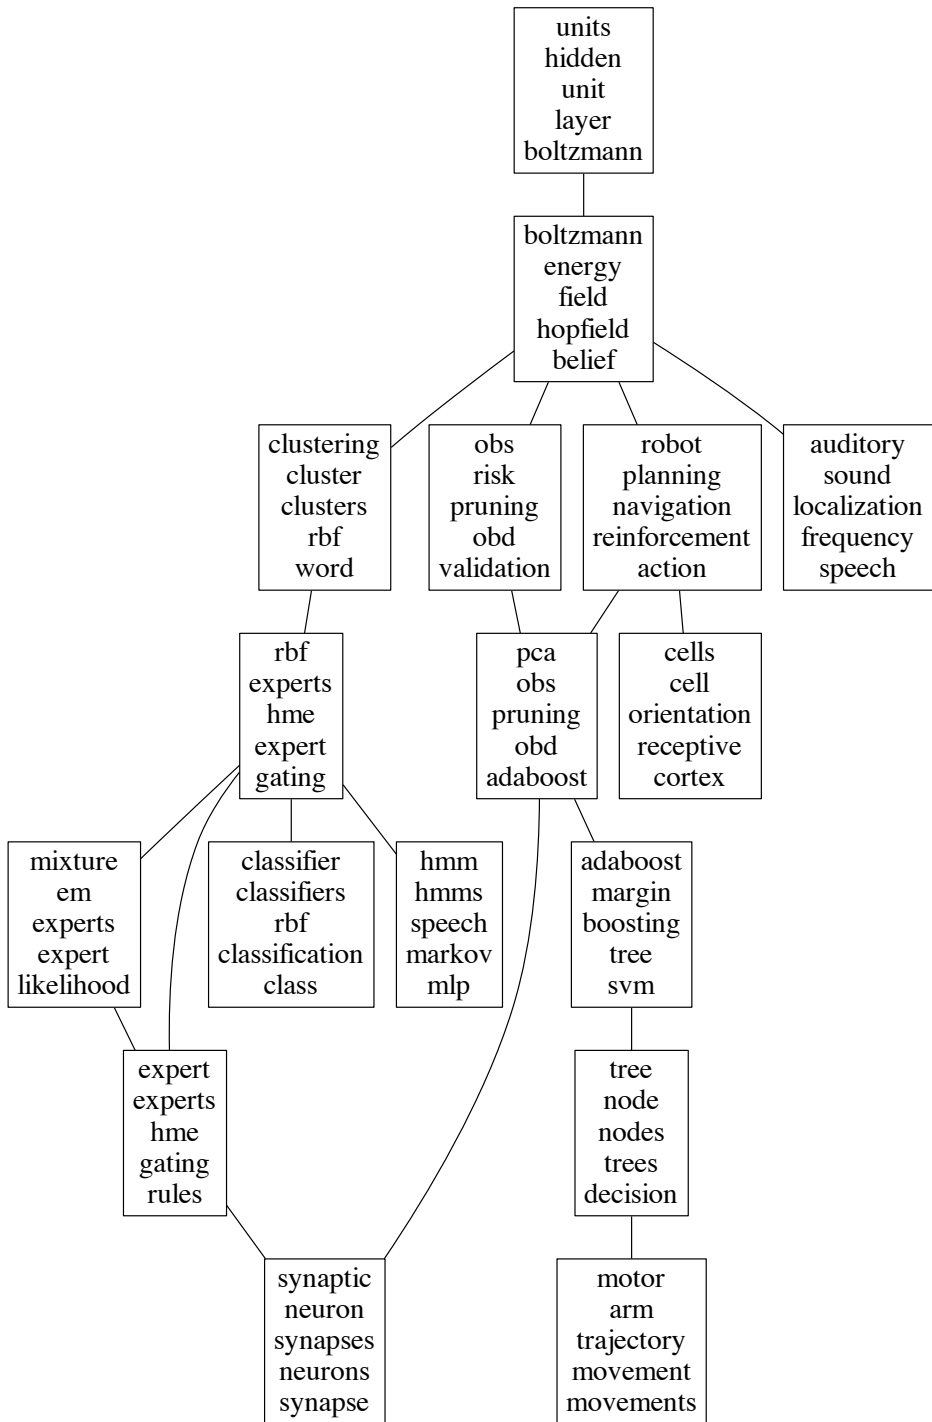 units
hidden
unit
layer
boltzmann
boltzmann
energy
field
hopfield
belief
clustering
cluster
clusters
rbf
word
obs
risk
pruning
obd
validation
robot
planning
navigation
reinforcement
action
auditory
sound
localization
frequency
speech
rbf
experts
hme
expert
gating
pca
obs
pruning
obd
adaboost
cells
cell
orientation
receptive
cortex
mixture
em
experts
expert
likelihood
classifier
classifiers
rbf
classification
class
hmm
hmms
speech
markov
mlp
adaboost
margin
boosting
tree
svm
expert
experts
hme
gating
rules
tree
node
nodes
trees
decision
synaptic
neuron
synapses
neurons
synapse
motor
arm
trajectory
movement
movements